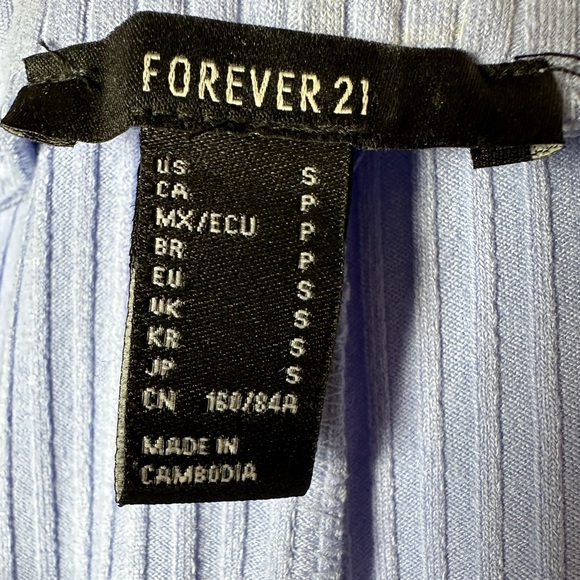 FOREVER 21
US S
CA P
MX/ECU P
BR P
EU S
UK S
KR S
JP S
CN 160/84A
MADE IN
CAMBODIA